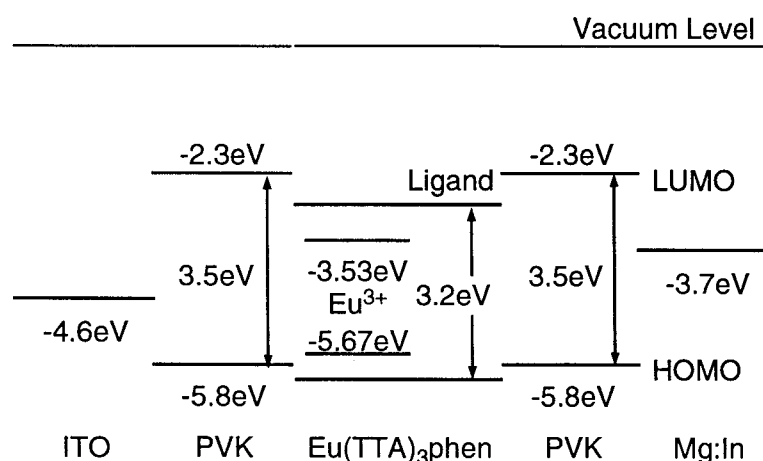 Vacuum Level
-2.3eV -2.3eV
Ligand LUMO
3.5eV -3.53eV 3.2eV 3.5eV -3.7eV
Eu³⁺
-4.6eV -5.67eV
HOMO
-5.8eV -5.8eV
ITO PVK Eu(TTA)₃phen PVK Mg:In